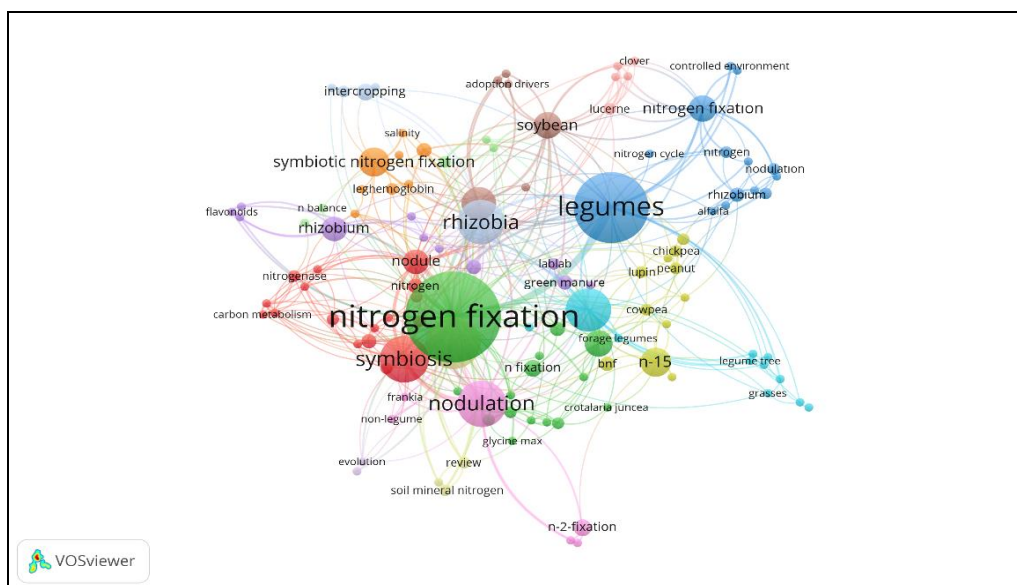 clover
controlled environment
adoption drivers
intercropping
lucerne
nitrogen fixation
soybean
salinity
nitrogen cycle
nitrogen
symbiotic nitrogen fixation
nodulation
leghemoglobin
rhizobium
legumes
flavonoids
n balance
alfalfa
rhizobia
rhizobium
chickpea
nodule
lablab
lupin
peanut
nitrogenase
nitrogen
green manure
carbon metabolism
nitrogen fixation
cowpea
forage legumes
symbiosis
n fixation
bnf
n-15
legume tree
grasses
frankia
nodulation
crotalaria juncea
non-legume
glycine max
evolution
review
soil mineral nitrogen
n-2-fixation
VOSviewer